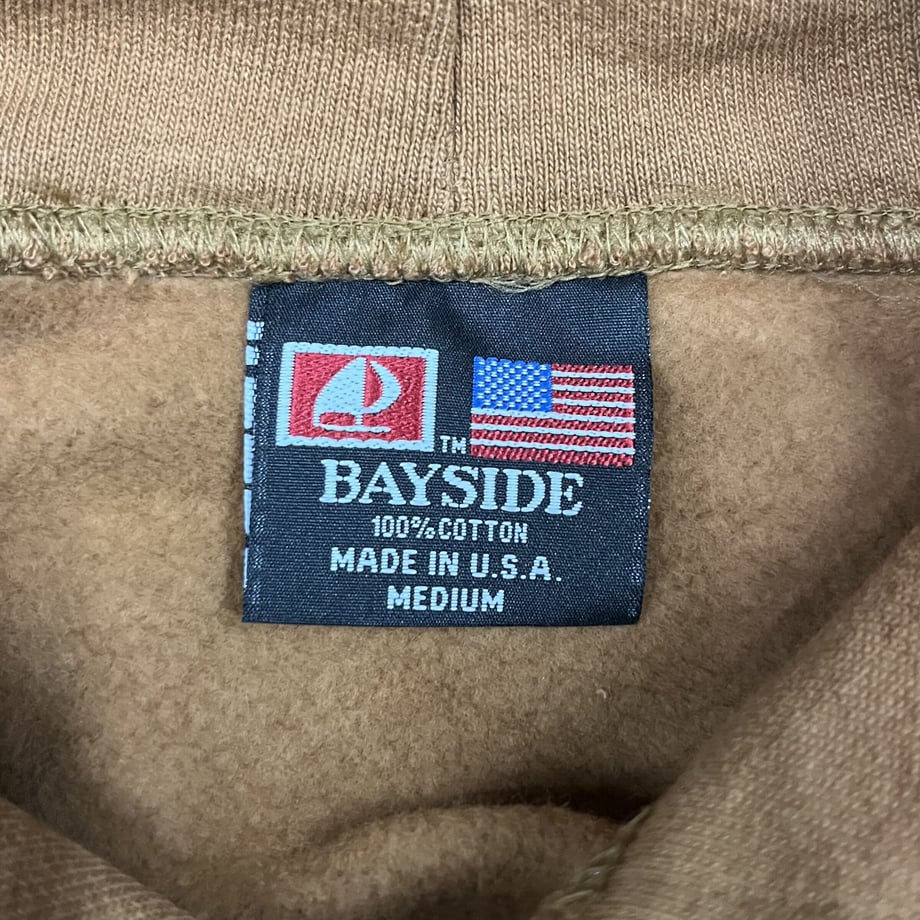 TM
BAYSIDE
100% COTTON
MADE IN U.S.A.
MEDIUM